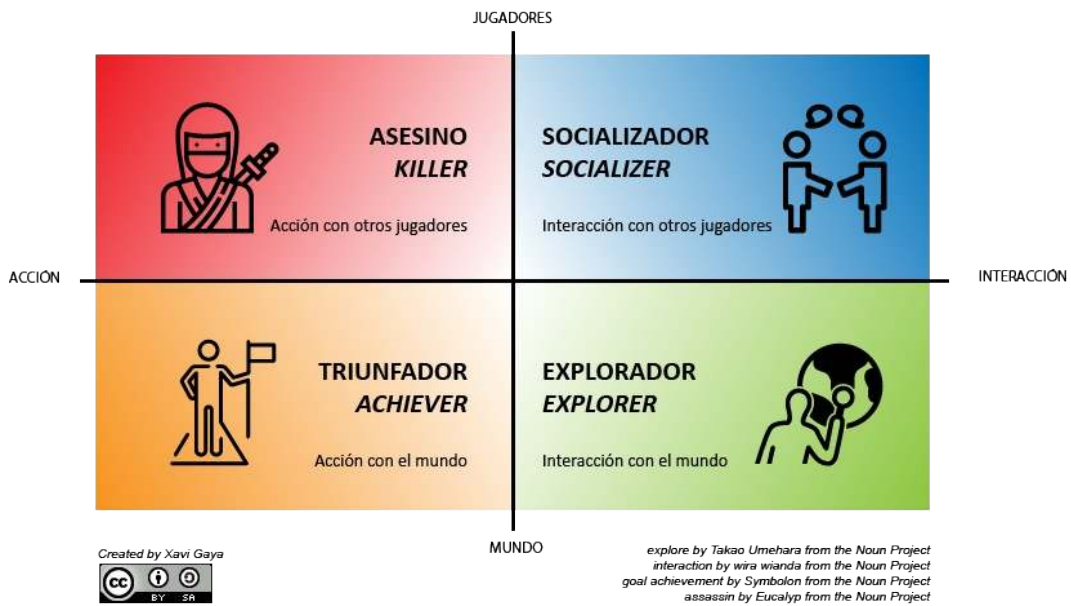 JUGADORES
ASESINO
KILLER
Acción con otros jugadores
SOCIALIZADOR
SOCIALIZER
Interacción con otros jugadores
ACCIÓN
INTERACCIÓN
TRIUNFADOR
ACHIEVER
Acción con el mundo
EXPLORADOR
EXPLORER
Interacción con el mundo
MUNDO
Created by Xavi Gaya
cc
BY SA
explore by Takao Umehara from the Noun Project
interaction by wira wianda from the Noun Project
goal achievement by Symbolon from the Noun Project
assassin by Eucalyp from the Noun Project